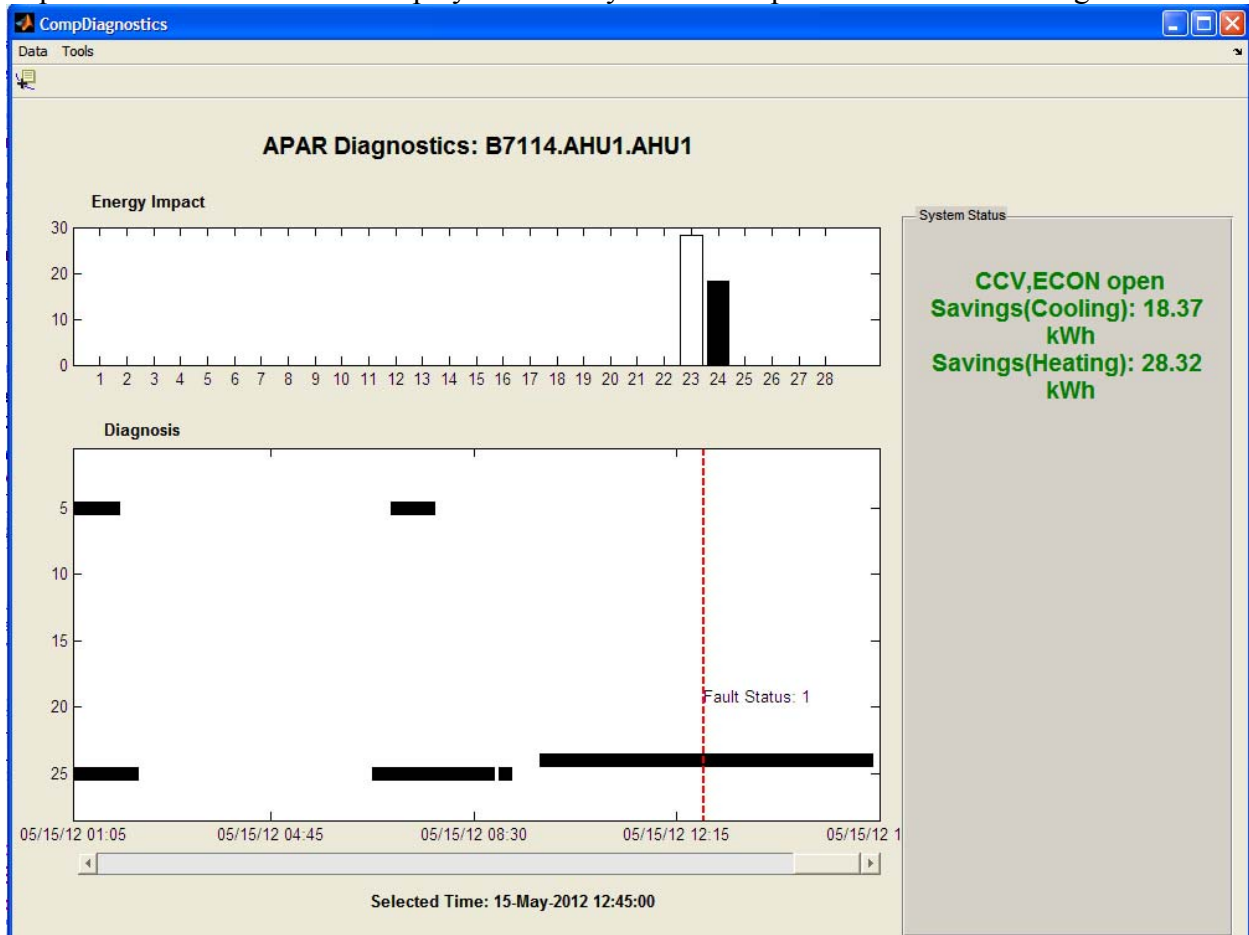 CompDiagnostics
Data Tools
APAR Diagnostics: B7114.AHU1.AHU1
Energy Impact
30
20
10
0
1 2 3 4 5 6 7 8 9 10 11 12 13 14 15 16 17 18 19 20 21 22 23 24 25 26 27 28
System Status
CCV,ECON open
Savings(Cooling): 18.37
kWh
Savings(Heating): 28.32
kWh
Diagnosis
5
10
15
20
25
Fault Status: 1
05/15/12 01:05 05/15/12 04:45 05/15/12 08:30 05/15/12 12:15 05/15/12 1
Selected Time: 15-May-2012 12:45:00